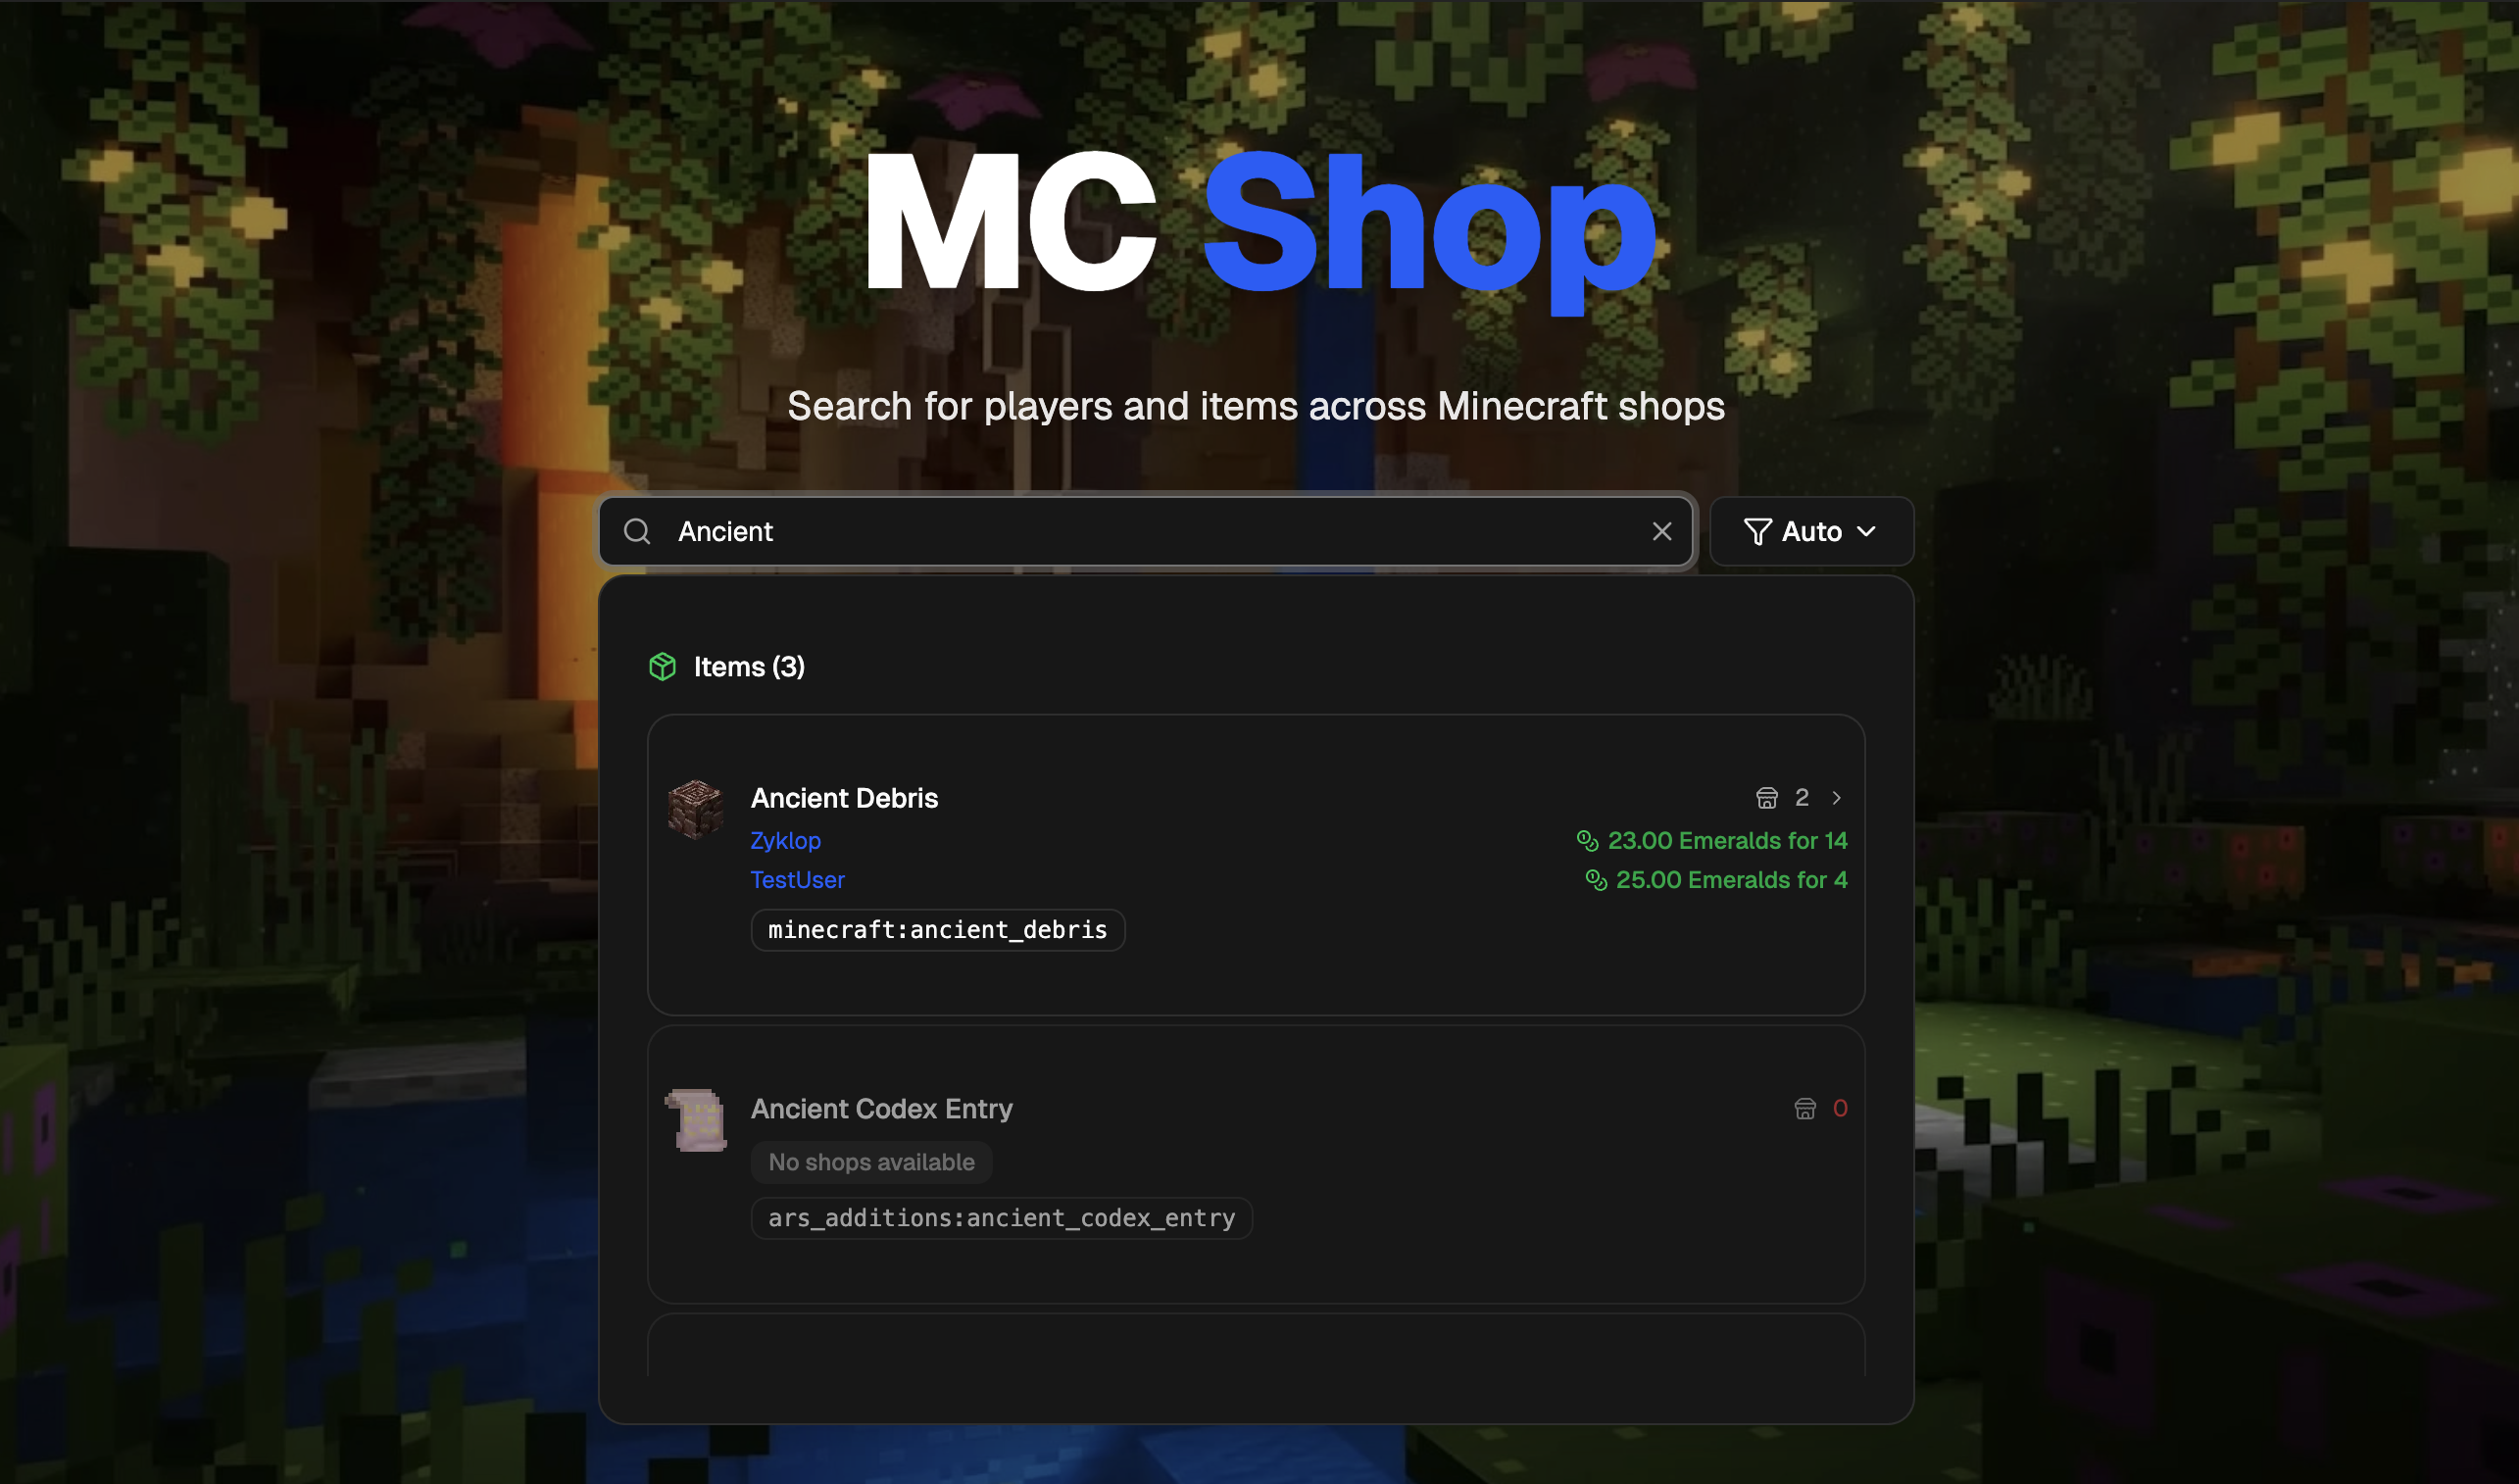 MC Shop
Search for players and items across Minecraft shops
Ancient
Auto
Items (3)
Ancient Debris
2
Zyklop
23.00 Emeralds for 14
TestUser
25.00 Emeralds for 4
minecraft:ancient_debris
Ancient Codex Entry
0
No shops available
ars_additions:ancient_codex_entry